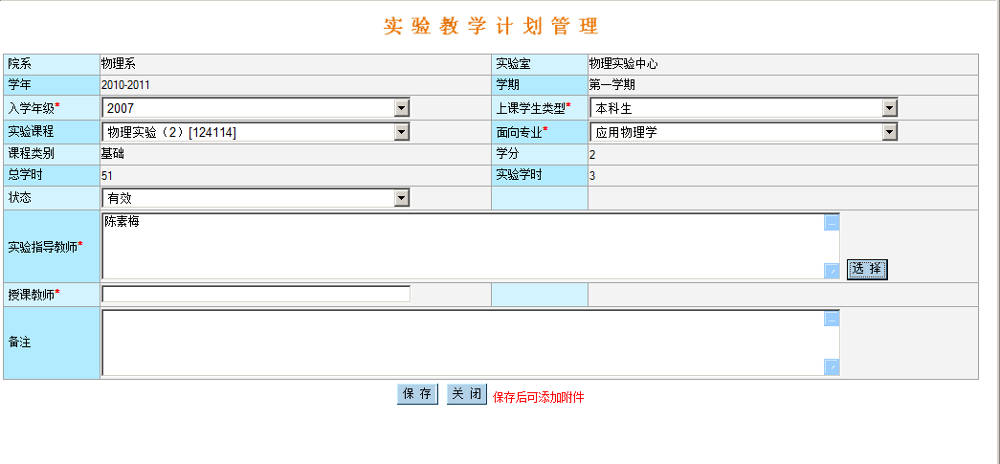 实验教学计划管理
院系 物理系 实验室 物理实验中心
学年 2010-2011 学期 第一学期
入学年级* 2007 上课学生类型* 本科生
实验课程 物理实验（2）[124114] 面向专业* 应用物理学
课程类别 基础 学分 2
总学时 51 实验学时 3
状态 有效
实验指导教师* 陈素梅 选 择
授课教师*
备注
保 存 关 闭 保存后可添加附件